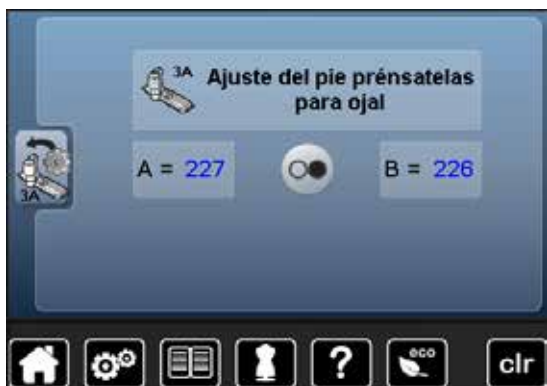 3A Ajuste del pie prénsatelas
para ojal
A = 227
B = 226
3A
?
eco
clr